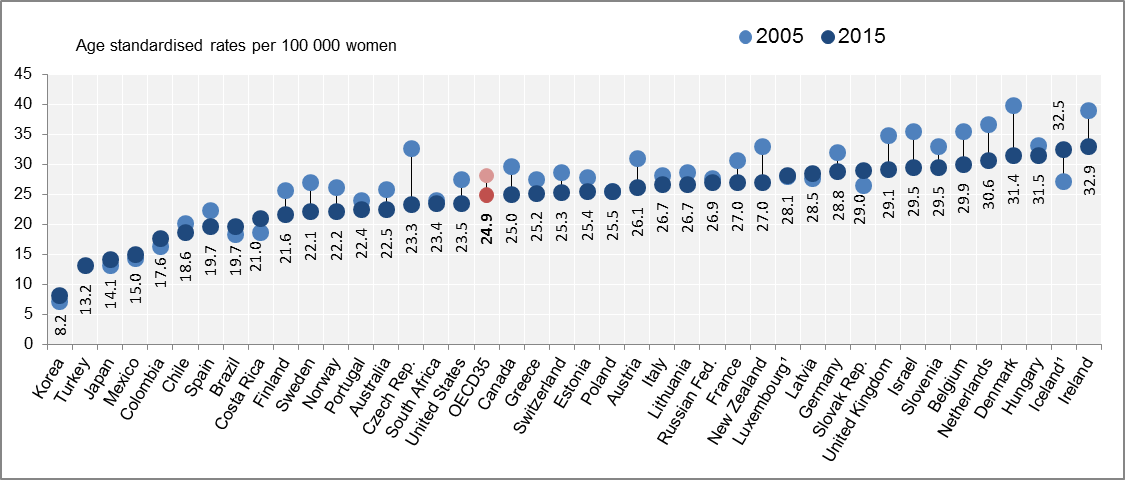 Age standardised rates per 100 000 women
2005 2015
45
40
35
30
25
20
15
10
5
0
8.2 13.2 14.1 15.0 17.6 18.6 19.7 19.7 21.0 21.6 22.1 22.2 22.4 22.5 23.3 23.4 23.5 24.9 25.0 25.2 25.3 25.4 25.5 26.1 26.7 26.7 26.9 27.0 27.0 28.1 28.5 28.8 29.0 29.1 29.5 29.5 29.9 30.6 31.4 31.5 32.5 32.9
Korea
Turkey
Japan
Mexico
Colombia
Chile
Spain
Brazil
Costa Rica
Finland
Sweden
Norway
Portugal
Australia
Czech Rep.
South Africa
United States
OECD35
Canada
Greece
Switzerland
Estonia
Poland
Austria
Italy
Lithuania
Russian Fed.
France
New Zealand
Luxembourg¹
Latvia
Germany
Slovak Rep.
United Kingdom
Israel
Slovenia
Belgium
Netherlands
Denmark
Hungary
Iceland¹
Ireland